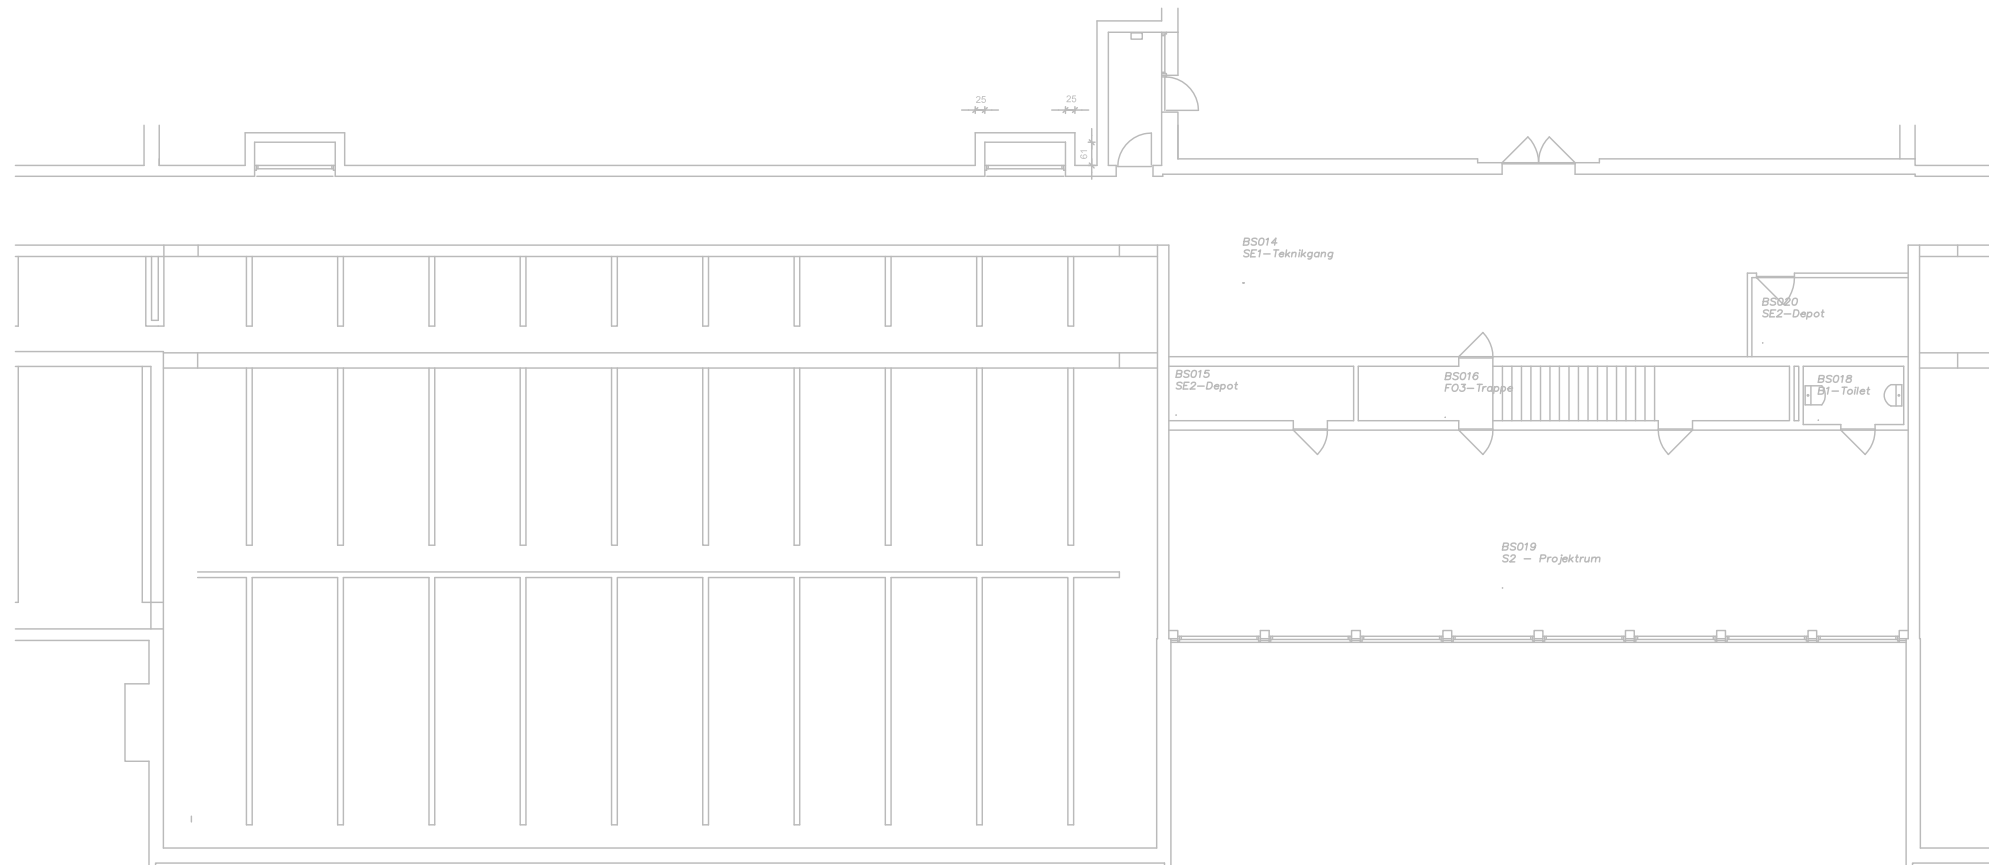 25
25
61
BS014
SE1-Teknikgang
BS020
SE2-Depot
BS015
SE2-Depot
BS016
FO3-Trappe
BS018
B1-Toilet
BS019
S2 - Projektrum